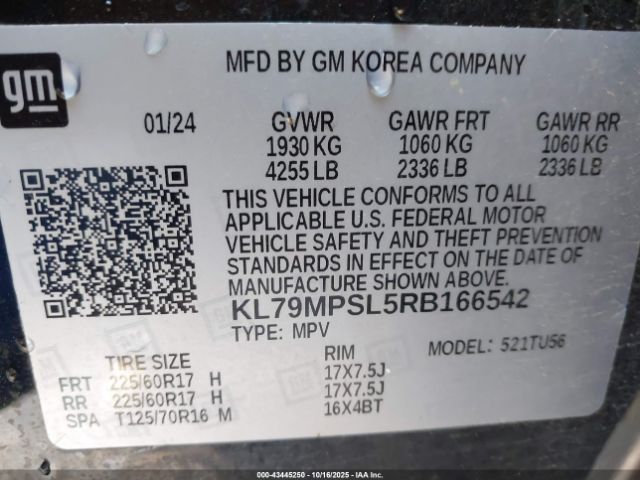 gm
MFD BY GM KOREA COMPANY
01/24 GVWR GAWR FRT GAWR RR
1930 KG 1060 KG 1060 KG
4255 LB 2336 LB 2336 LB
THIS VEHICLE CONFORMS TO ALL
APPLICABLE U.S. FEDERAL MOTOR
VEHICLE SAFETY AND THEFT PREVENTION
STANDARDS IN EFFECT ON THE DATE OF
MANUFACTURE SHOWN ABOVE.
KL79MPSL5RB166542
TYPE: MPV MODEL: 521TU56
TIRE SIZE RIM
FRT 225/60R17 H 17X7.5J
RR 225/60R17 H 17X7.5J
SPA T125/70R16 M 16X4BT
000-43445250 - 10/16/2025 - © IAA Holdings, LLC